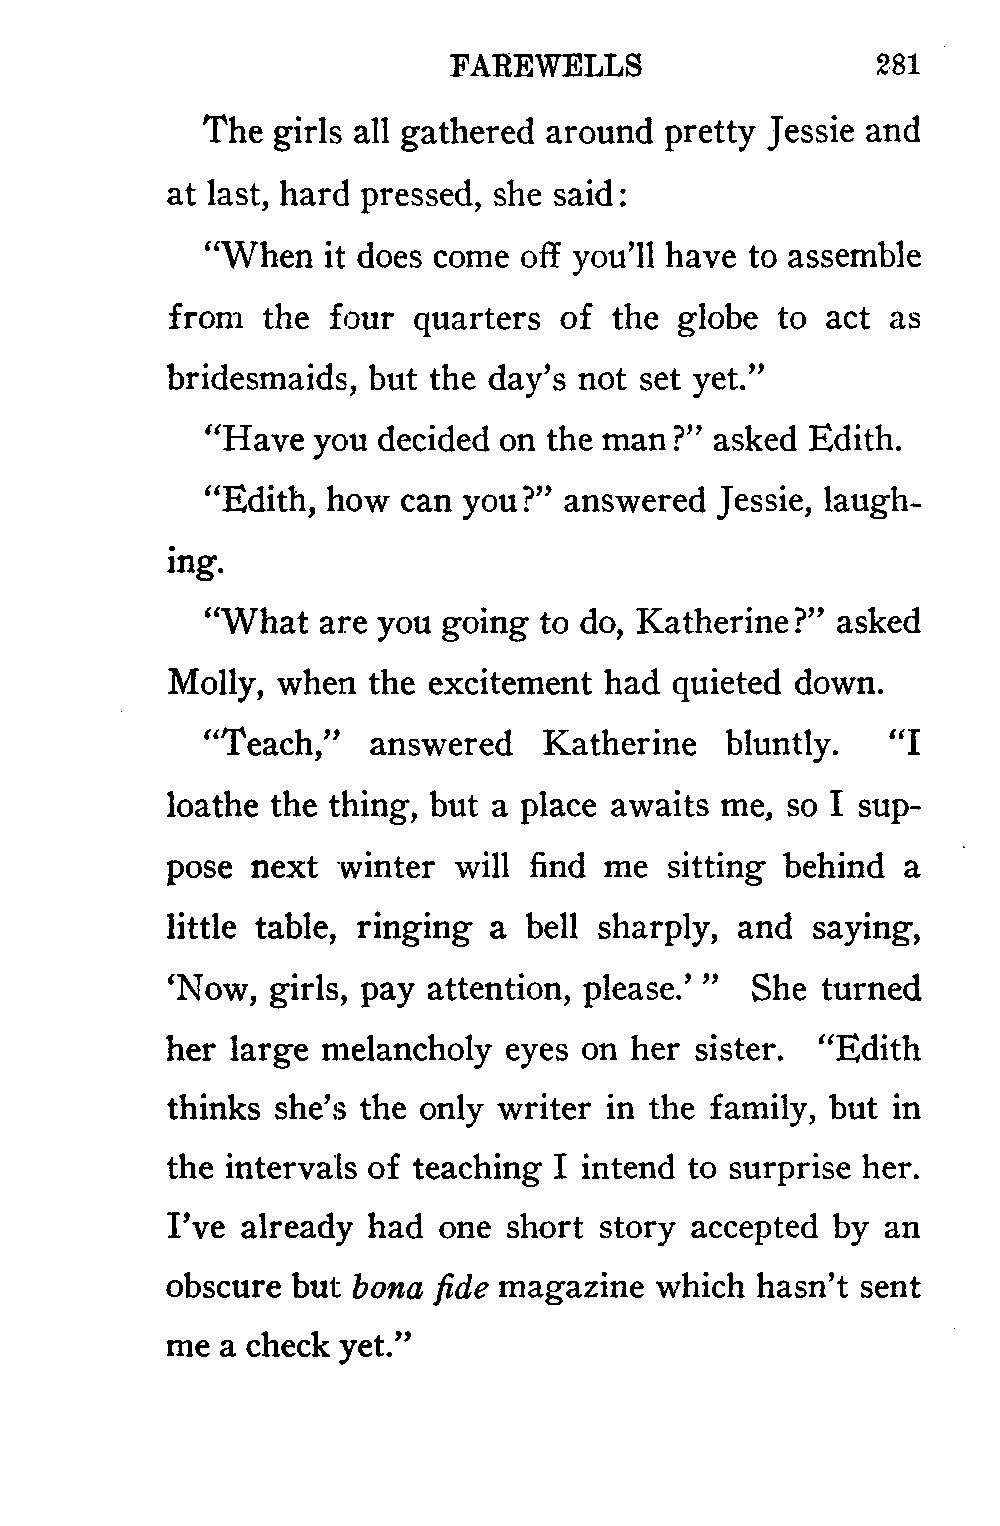 FAREWELLS 281
The girls all gathered around pretty Jessie and
at last, hard pressed, she said:
“When it does come off you’ll have to assemble
from the four quarters of the globe to act as
bridesmaids, but the day’s not set yet.”
“Have you decided on the man?” asked Edith.
“Edith, how can you?” answered Jessie, laugh-
ing.
“What are you going to do, Katherine?” asked
Molly, when the excitement had quieted down.
“Teach,” answered Katherine bluntly. “I
loathe the thing, but a place awaits me, so I sup-
pose next winter will find me sitting behind a
little table, ringing a bell sharply, and saying,
‘Now, girls, pay attention, please.’ ” She turned
her large melancholy eyes on her sister. “Edith
thinks she’s the only writer in the family, but in
the intervals of teaching I intend to surprise her.
I’ve already had one short story accepted by an
obscure but bona fide magazine which hasn’t sent
me a check yet.”